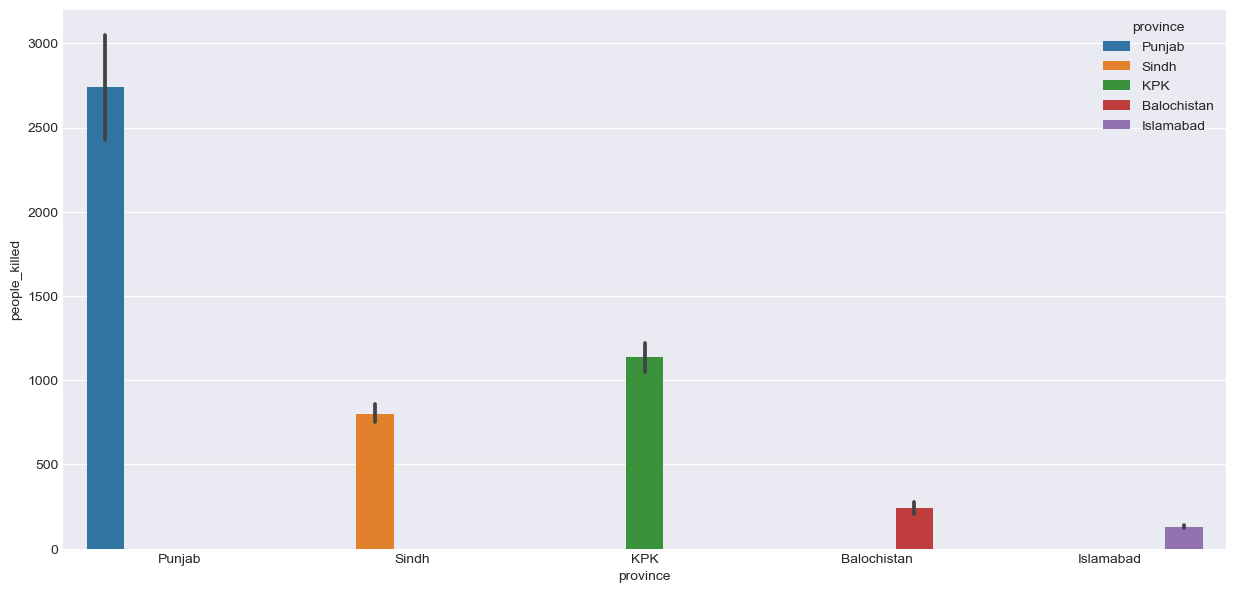 province
Punjab
Sindh
KPK
Balochistan
Islamabad
people_killed
3000
2500
2000
1500
1000
500
0
Punjab Sindh KPK Balochistan Islamabad
province